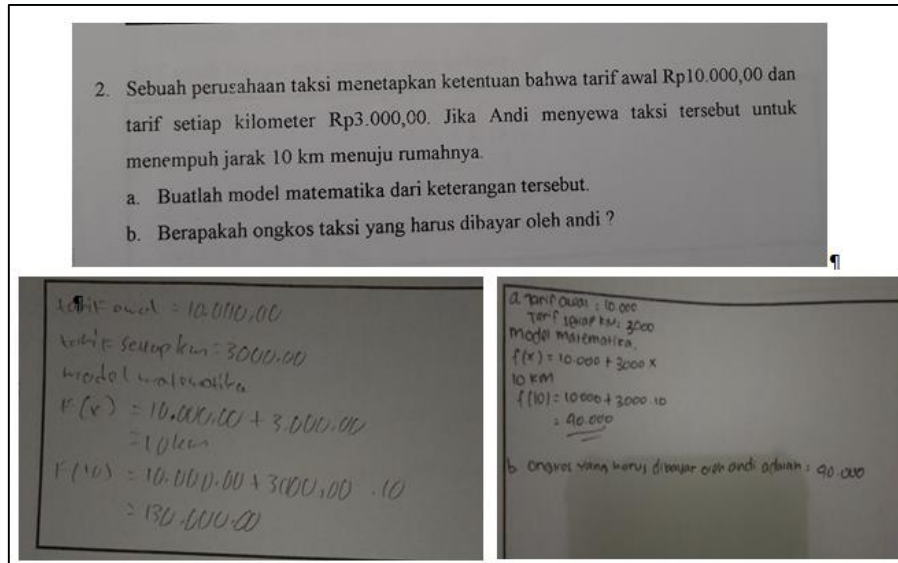 2. Sebuah perusahaan taksi menetapkan ketentuan bahwa tarif awal Rp10.000,00 dan
tarif setiap kilometer Rp3.000,00. Jika Andi menyewa taksi tersebut untuk
menempuh jarak 10 km menuju rumahnya.
a. Buatlah model matematika dari keterangan tersebut.
b. Berapakah ongkos taksi yang harus dibayar oleh andi ?
¶
tarif awal = 10.000,00
tarif setiap km = 3000.00
model matematika
F(x) = 10.000.00 + 3.000.00
= 10 km
F(10) = 10.000.00 + 3000,00 . 10
= 130.000.00
a. Tarif awal : 10.000
Tarif setiap km : 3000
Model matematika.
f(x) = 10.000 + 3000 x
10 KM
f(10) = 10000 + 3000 . 10
= 90.000
b. ongkos yang harus dibayar oleh andi adalah : 90.000